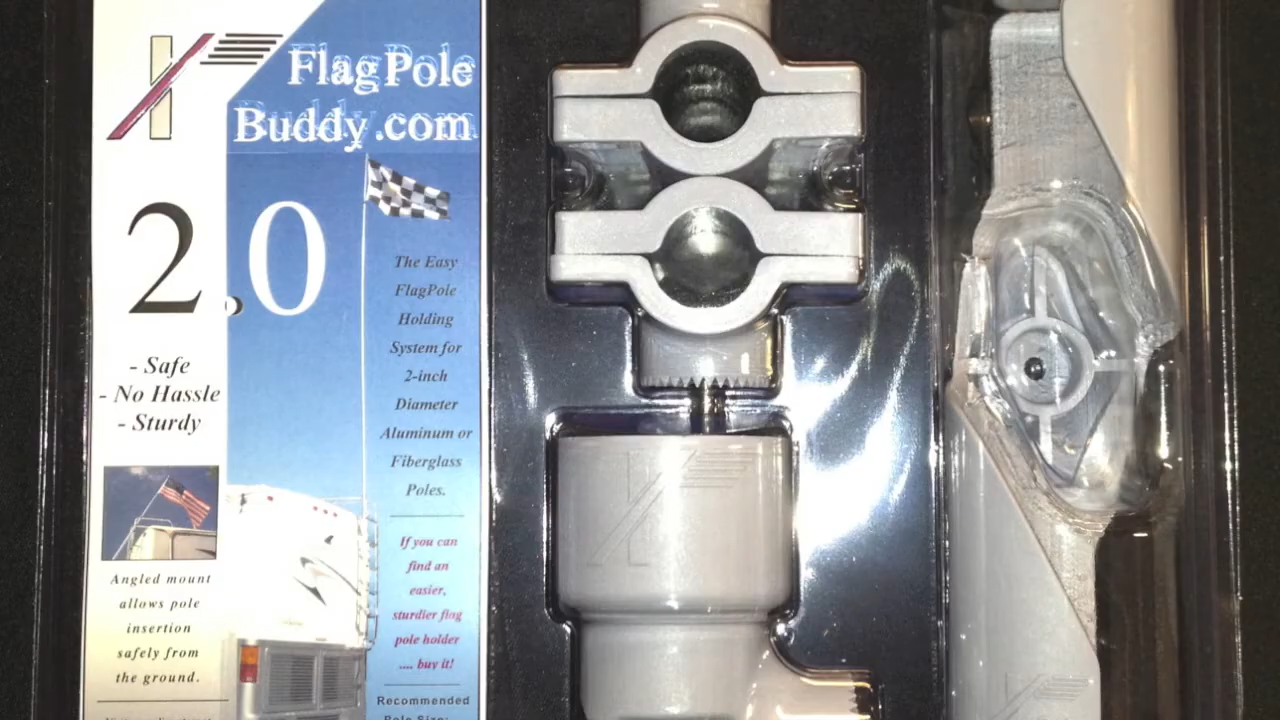 FlagPole
Buddy.com
2.0
- Safe
- No Hassle
- Sturdy
The Easy
FlagPole
Holding
System for
2-inch
Diameter
Aluminum or
Fiberglass
Poles.
If you can
find an
easier,
sturdier flag
pole holder
.... buy it!
Angled mount
allows pole
insertion
safely from
the ground.
Recommended
Pole Size: